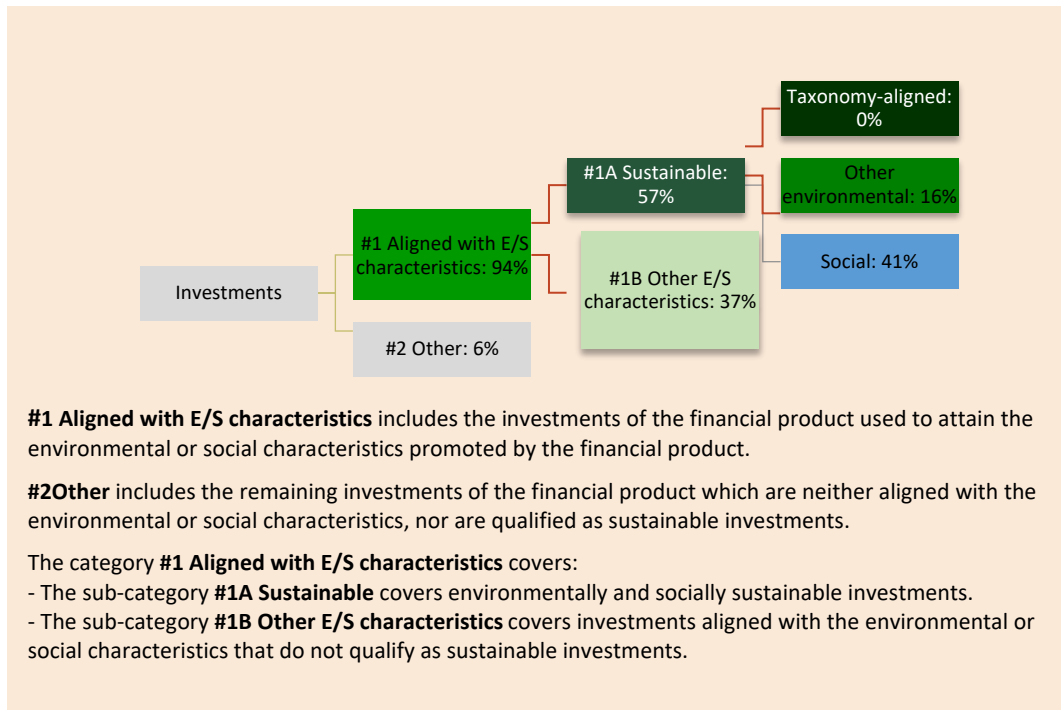 Taxonomy-aligned:
0%
#1A Sustainable:
57%
Other
environmental: 16%
#1 Aligned with E/S
characteristics: 94%
Social: 41%
#1B Other E/S
characteristics: 37%
Investments
#2 Other: 6%
#1 Aligned with E/S characteristics includes the investments of the financial product used to attain the
environmental or social characteristics promoted by the financial product.
#2Other includes the remaining investments of the financial product which are neither aligned with the
environmental or social characteristics, nor are qualified as sustainable investments.
The category #1 Aligned with E/S characteristics covers:
- The sub-category #1A Sustainable covers environmentally and socially sustainable investments.
- The sub-category #1B Other E/S characteristics covers investments aligned with the environmental or
social characteristics that do not qualify as sustainable investments.